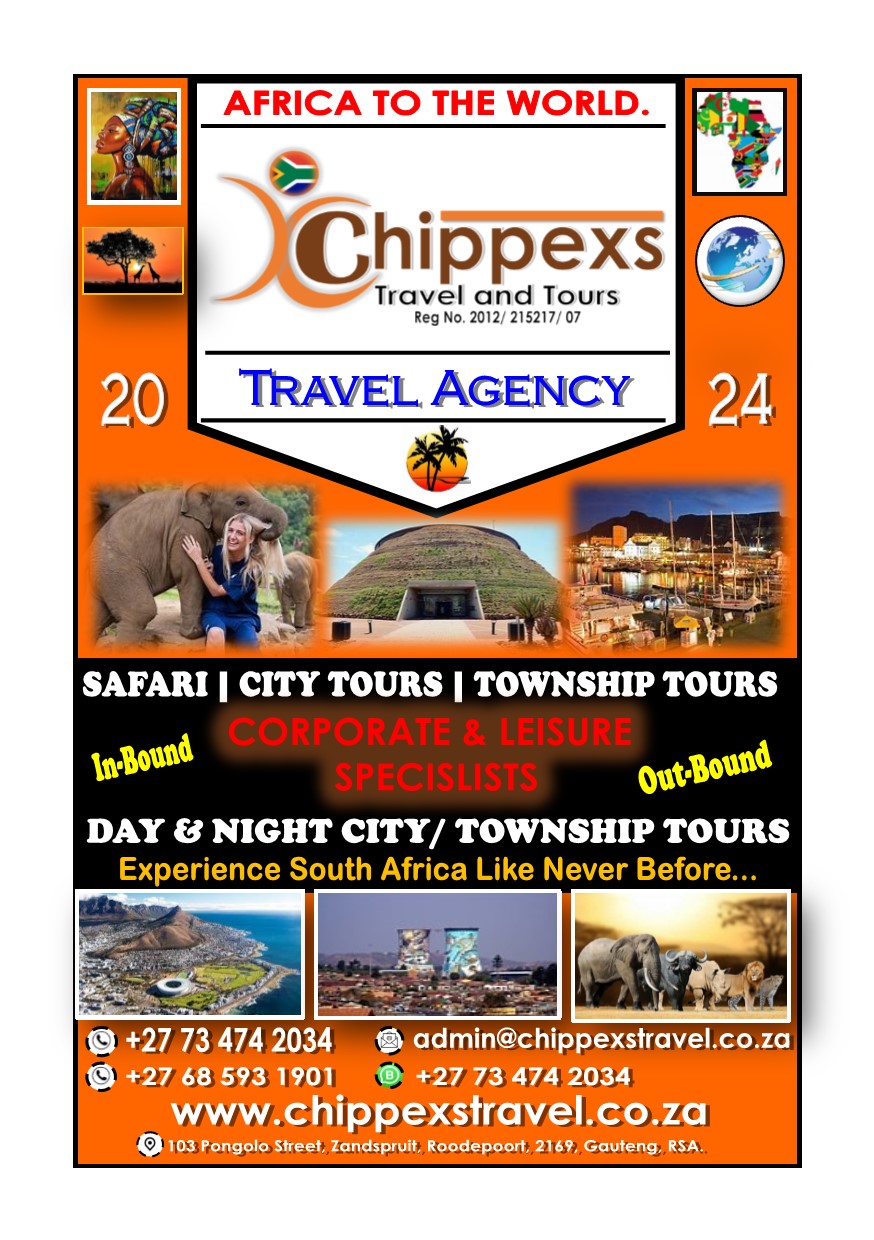 AFRICA TO THE WORLD.
Chippexs
Travel and Tours
Reg No. 2012/ 215217/ 07
20
TRAVEL AGENCY
24
SAFARI | CITY TOURS | TOWNSHIP TOURS
CORPORATE & LEISURE
In-Bound
SPECISLISTS
Out-Bound
DAY & NIGHT CITY/ TOWNSHIP TOURS
Experience South Africa Like Never Before...
+27 73 474 2034
admin@chippexstravel.co.za
+27 68 593 1901
B +27 73 474 2034
www.chippexstravel.co.za
103 Pongolo Street, Zandspruit, Roodepoort, 2169, Gauteng, RSA.